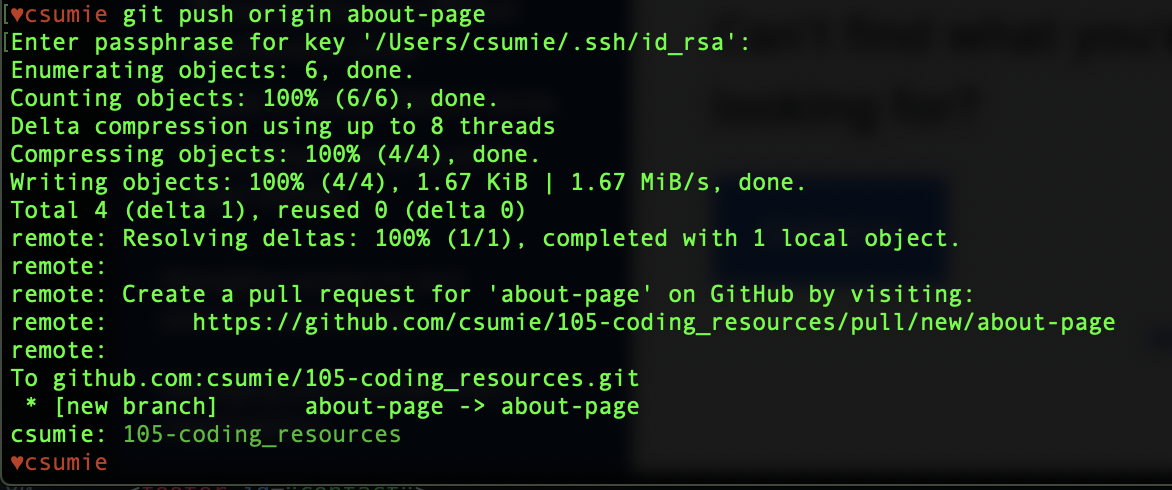 ♥csumie git push origin about-page
Enter passphrase for key '/Users/csumie/.ssh/id_rsa':
Enumerating objects: 6, done.
Counting objects: 100% (6/6), done.
Delta compression using up to 8 threads
Compressing objects: 100% (4/4), done.
Writing objects: 100% (4/4), 1.67 KiB | 1.67 MiB/s, done.
Total 4 (delta 1), reused 0 (delta 0)
remote: Resolving deltas: 100% (1/1), completed with 1 local object.
remote:
remote: Create a pull request for 'about-page' on GitHub by visiting:
remote:      https://github.com/csumie/105-coding_resources/pull/new/about-page
remote:
To github.com:csumie/105-coding_resources.git
 * [new branch]      about-page -> about-page
csumie: 105-coding_resources
♥csumie